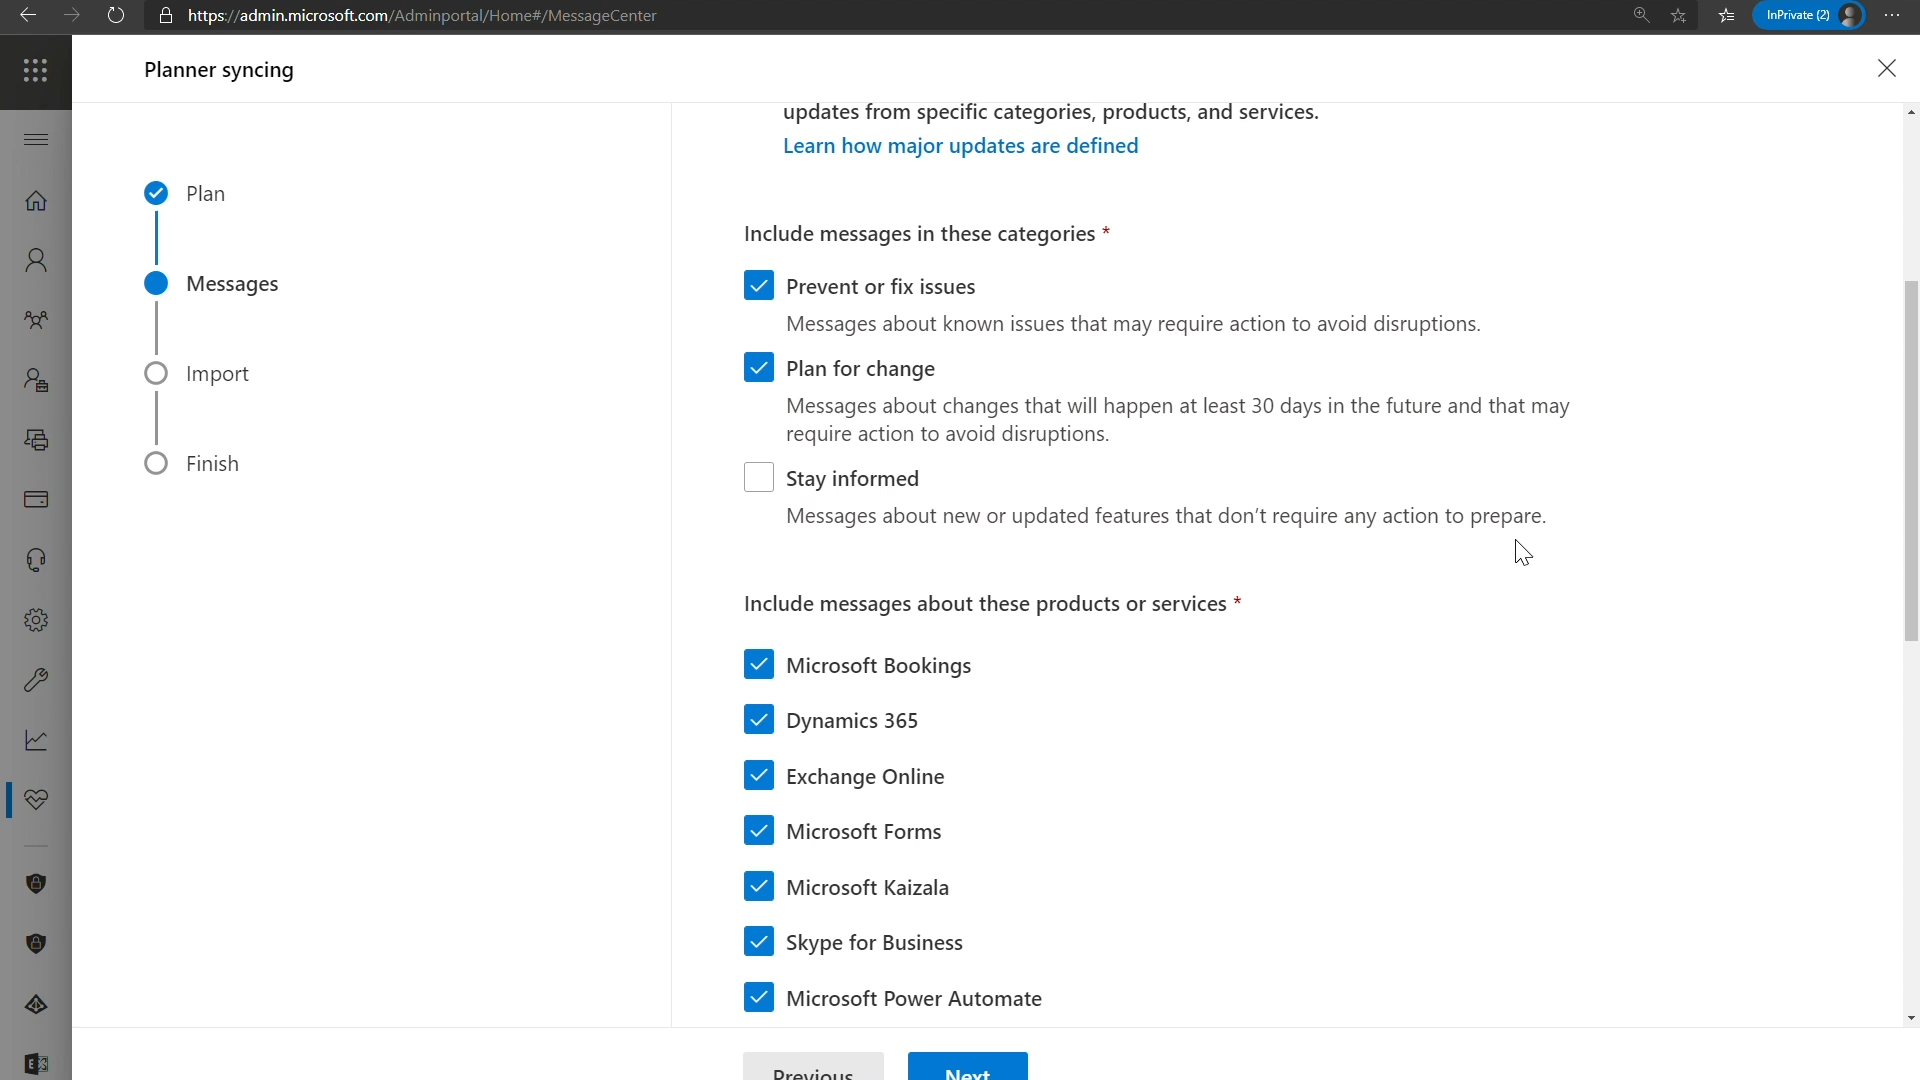 https://admin.microsoft.com/Adminportal/Home#/MessageCenter
InPrivate (2)
Planner syncing
updates from specific categories, products, and services.
Learn how major updates are defined
Plan
Messages
Import
Finish
Include messages in these categories *
Prevent or fix issues
Messages about known issues that may require action to avoid disruptions.
Plan for change
Messages about changes that will happen at least 30 days in the future and that may
require action to avoid disruptions.
Stay informed
Messages about new or updated features that don't require any action to prepare.
Include messages about these products or services *
Microsoft Bookings
Dynamics 365
Exchange Online
Microsoft Forms
Microsoft Kaizala
Skype for Business
Microsoft Power Automate
Previous
Next